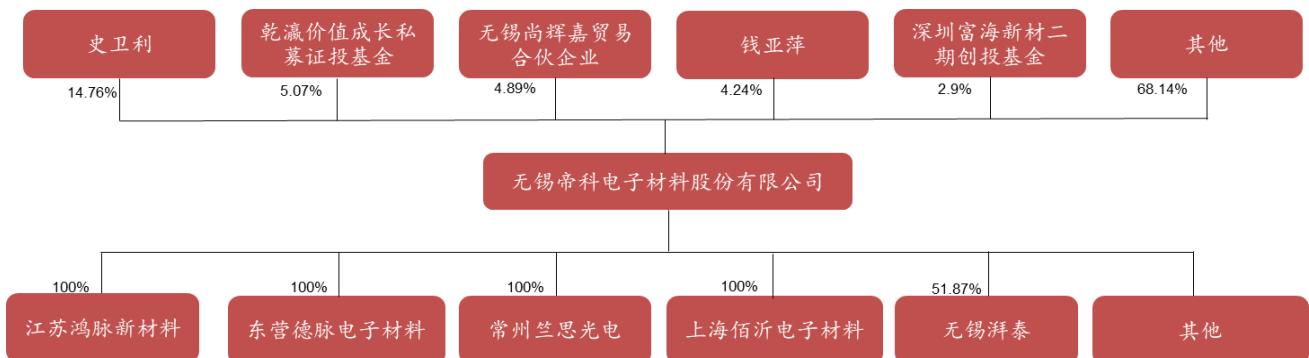 史卫利
乾瀛价值成长私
募证投基金
无锡尚辉嘉贸易
合伙企业
钱亚萍
深圳富海新材二
期创投基金
其他
14.76%
5.07%
4.89%
4.24%
2.9%
68.14%
无锡帝科电子材料股份有限公司
100%
100%
100%
100%
51.87%
江苏鸿脉新材料
东营德脉电子材料
常州竺思光电
上海佰沂电子材料
无锡湃泰
其他